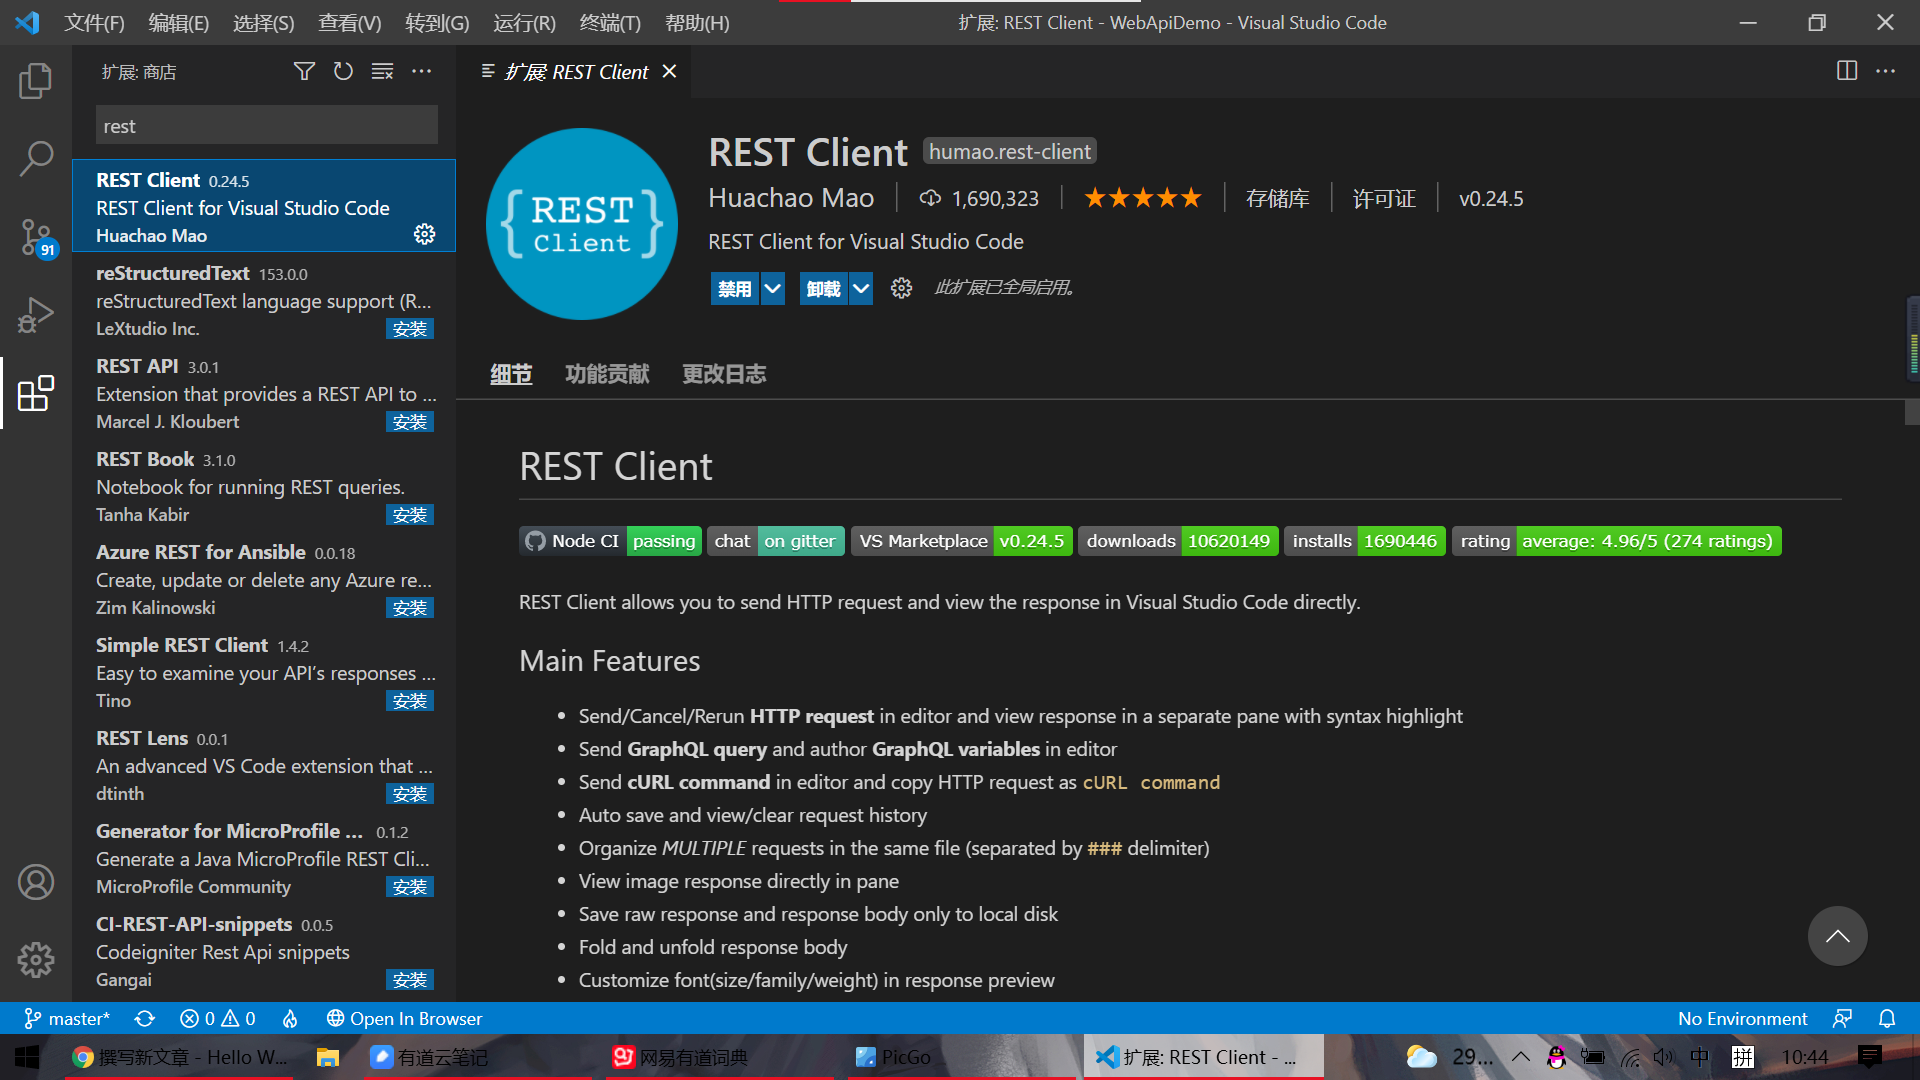 文件(F) 编辑(E) 选择(S) 查看(V) 转到(G) 运行(R) 终端(T) 帮助(H) 扩展: REST Client - WebApiDemo - Visual Studio Code
扩展: 商店
rest
REST Client 0.24.5
REST Client for Visual Studio Code
Huachao Mao
91
reStructuredText 153.0.0
reStructuredText language support (R...
LeXtudio Inc. 安装
REST API 3.0.1
Extension that provides a REST API to ...
Marcel J. Kloubert 安装
REST Book 3.1.0
Notebook for running REST queries.
Tanha Kabir 安装
Azure REST for Ansible 0.0.18
Create, update or delete any Azure re...
Zim Kalinowski 安装
Simple REST Client 1.4.2
Easy to examine your API's responses ...
Tino 安装
REST Lens 0.0.1
An advanced VS Code extension that ...
dtinth 安装
Generator for MicroProfile ... 0.1.2
Generate a Java MicroProfile REST Cli...
MicroProfile Community 安装
CI-REST-API-snippets 0.0.5
Codeigniter Rest Api snippets
Gangai 安装
扩展: REST Client
{ REST Client }
REST Client humao.rest-client
Huachao Mao 1,690,323 ★★★★★ 存储库 许可证 v0.24.5
REST Client for Visual Studio Code
禁用 卸载 此扩展已全局启用。
细节 功能贡献 更改日志
REST Client
Node CI passing chat on gitter VS Marketplace v0.24.5 downloads 10620149 installs 1690446 rating average: 4.96/5 (274 ratings)
REST Client allows you to send HTTP request and view the response in Visual Studio Code directly.
Main Features
• Send/Cancel/Rerun HTTP request in editor and view response in a separate pane with syntax highlight
• Send GraphQL query and author GraphQL variables in editor
• Send cURL command in editor and copy HTTP request as cURL command
• Auto save and view/clear request history
• Organize MULTIPLE requests in the same file (separated by ### delimiter)
• View image response directly in pane
• Save raw response and response body only to local disk
• Fold and unfold response body
• Customize font(size/family/weight) in response preview
master* 0 0 Open In Browser No Environment
撰写新文章 - Hello W... 有道云笔记 网易有道词典 PicGo 扩展: REST Client - ... 29... 中 拼 10:44